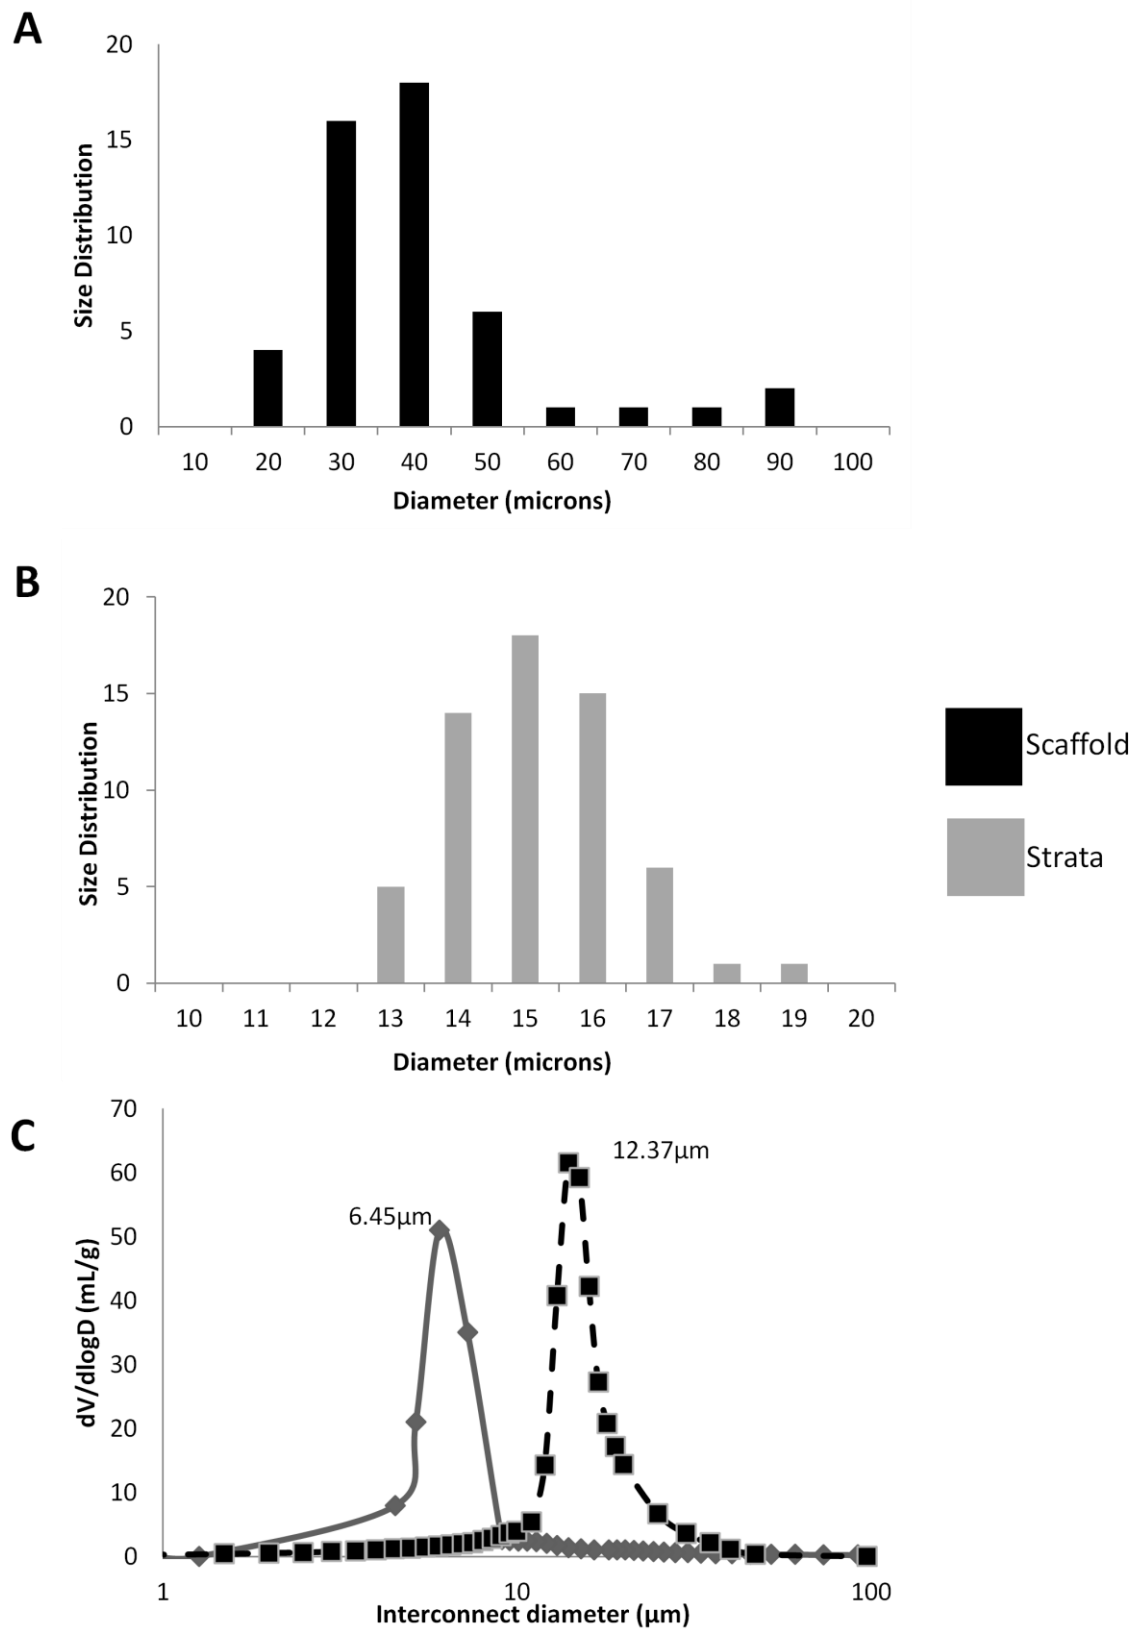 A
20
15
10
5
0
Size Distribution
10 20 30 40 50 60 70 80 90 100
Diameter (microns)
B
20
15
10
5
0
Size Distribution
10 11 12 13 14 15 16 17 18 19 20
Diameter (microns)
Scaffold
Strata
C
70
60
50
40
30
20
10
0
dV/dlogD (mL/g)
12.37µm
6.45µm
1 10 100
Interconnect diameter (µm)